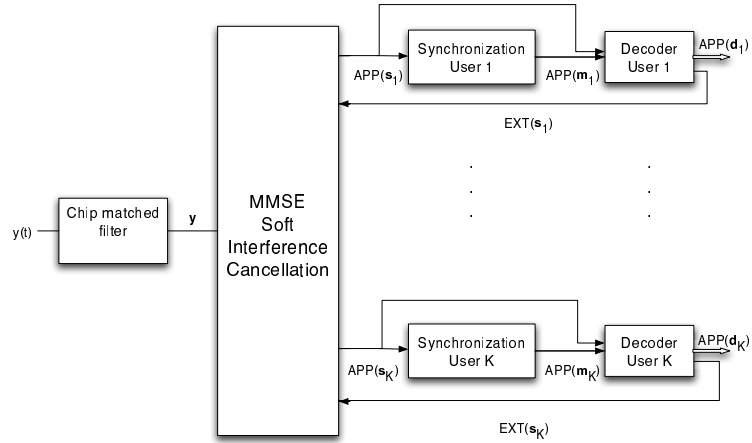 Synchronization
User 1
Decoder
User 1
APP(d1)
APP(s1)
APP(m1)
EXT(s1)
MMSE
Soft
Interference
Cancellation
Chip matched
filter
y
y(t)
Synchronization
User K
Decoder
User K
APP(dK)
APP(sK)
APP(mK)
EXT(sK)